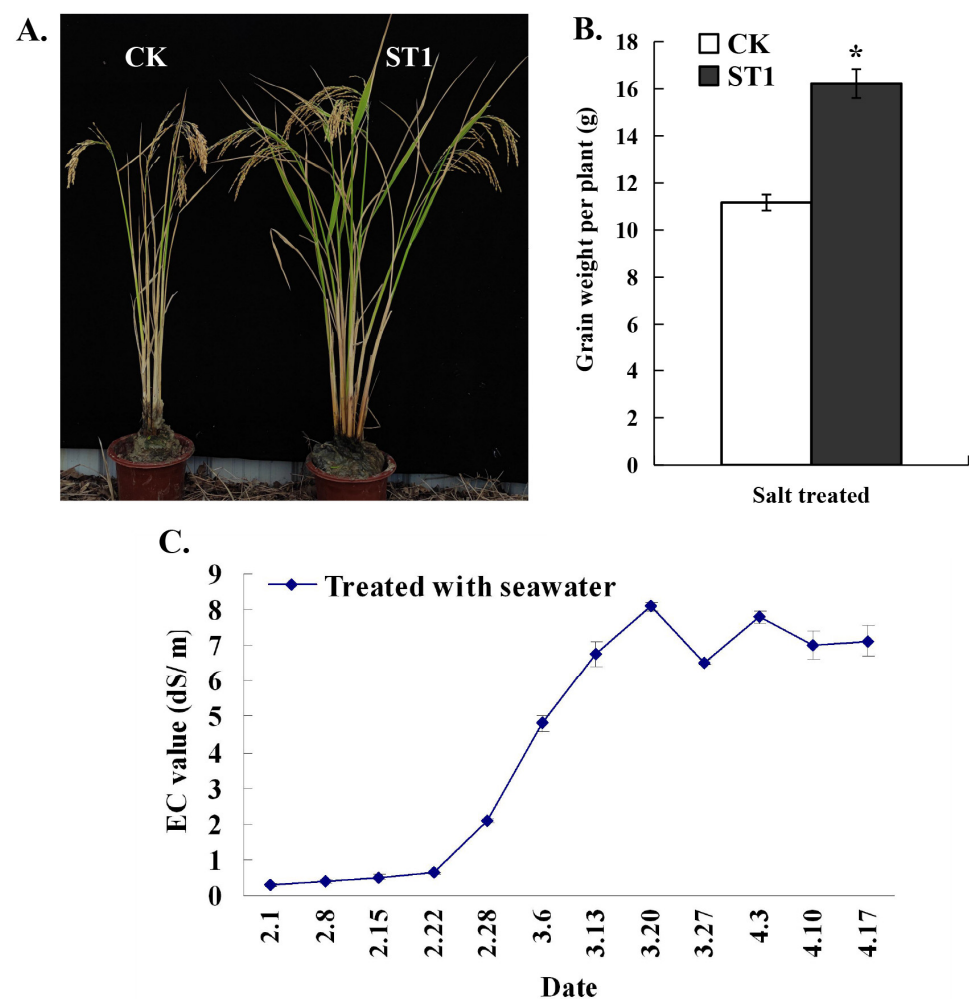 A.
CK
ST1
B.
CK
ST1
*
Grain weight per plant (g)
18
16
14
12
10
8
6
4
2
0
Salt treated
C.
Treated with seawater
EC value (dS/ m)
9
8
7
6
5
4
3
2
1
0
2.1
2.8
2.15
2.22
2.28
3.6
3.13
3.20
3.27
4.3
4.10
4.17
Date